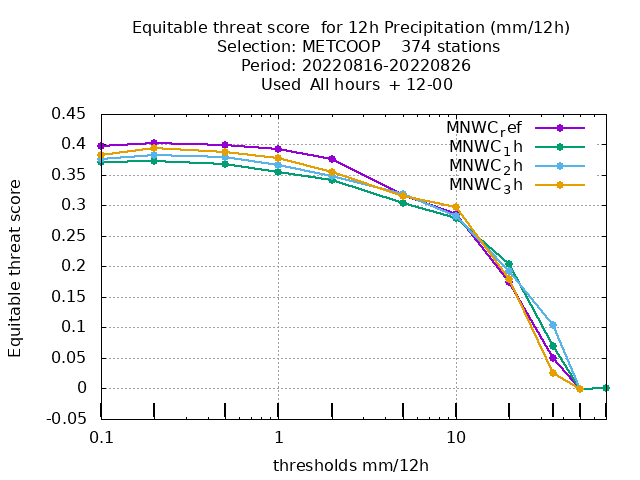 Equitable threat score  for 12h Precipitation (mm/12h)
Selection: METCOOP    374 stations
Period: 20220816-20220826
Used  All hours  + 12-00
0.45
0.4
0.35
0.3
0.25
0.2
0.15
0.1
0.05
0
-0.05
Equitable threat score
MNWC_ref
MNWC_1h
MNWC_2h
MNWC_3h
0.1 1 10
thresholds mm/12h